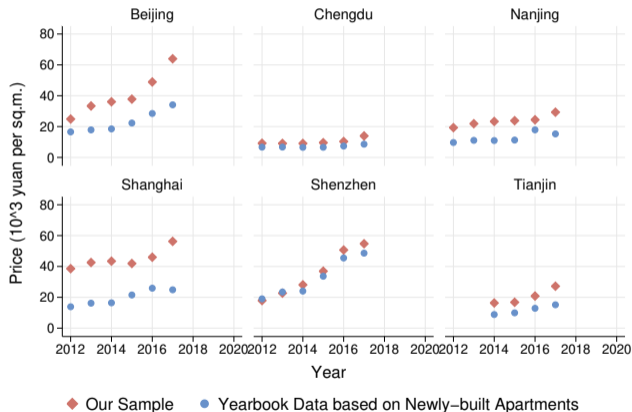 Beijing Chengdu Nanjing
80
60
40
20
0
Shanghai Shenzhen Tianjin
80
60
40
20
0
2012 2014 2016 2018 2020 2012 2014 2016 2018 2020 2012 2014 2016 2018 2020
Price (10^3 yuan per sq.m.)
Year
Our Sample Yearbook Data based on Newly−built Apartments